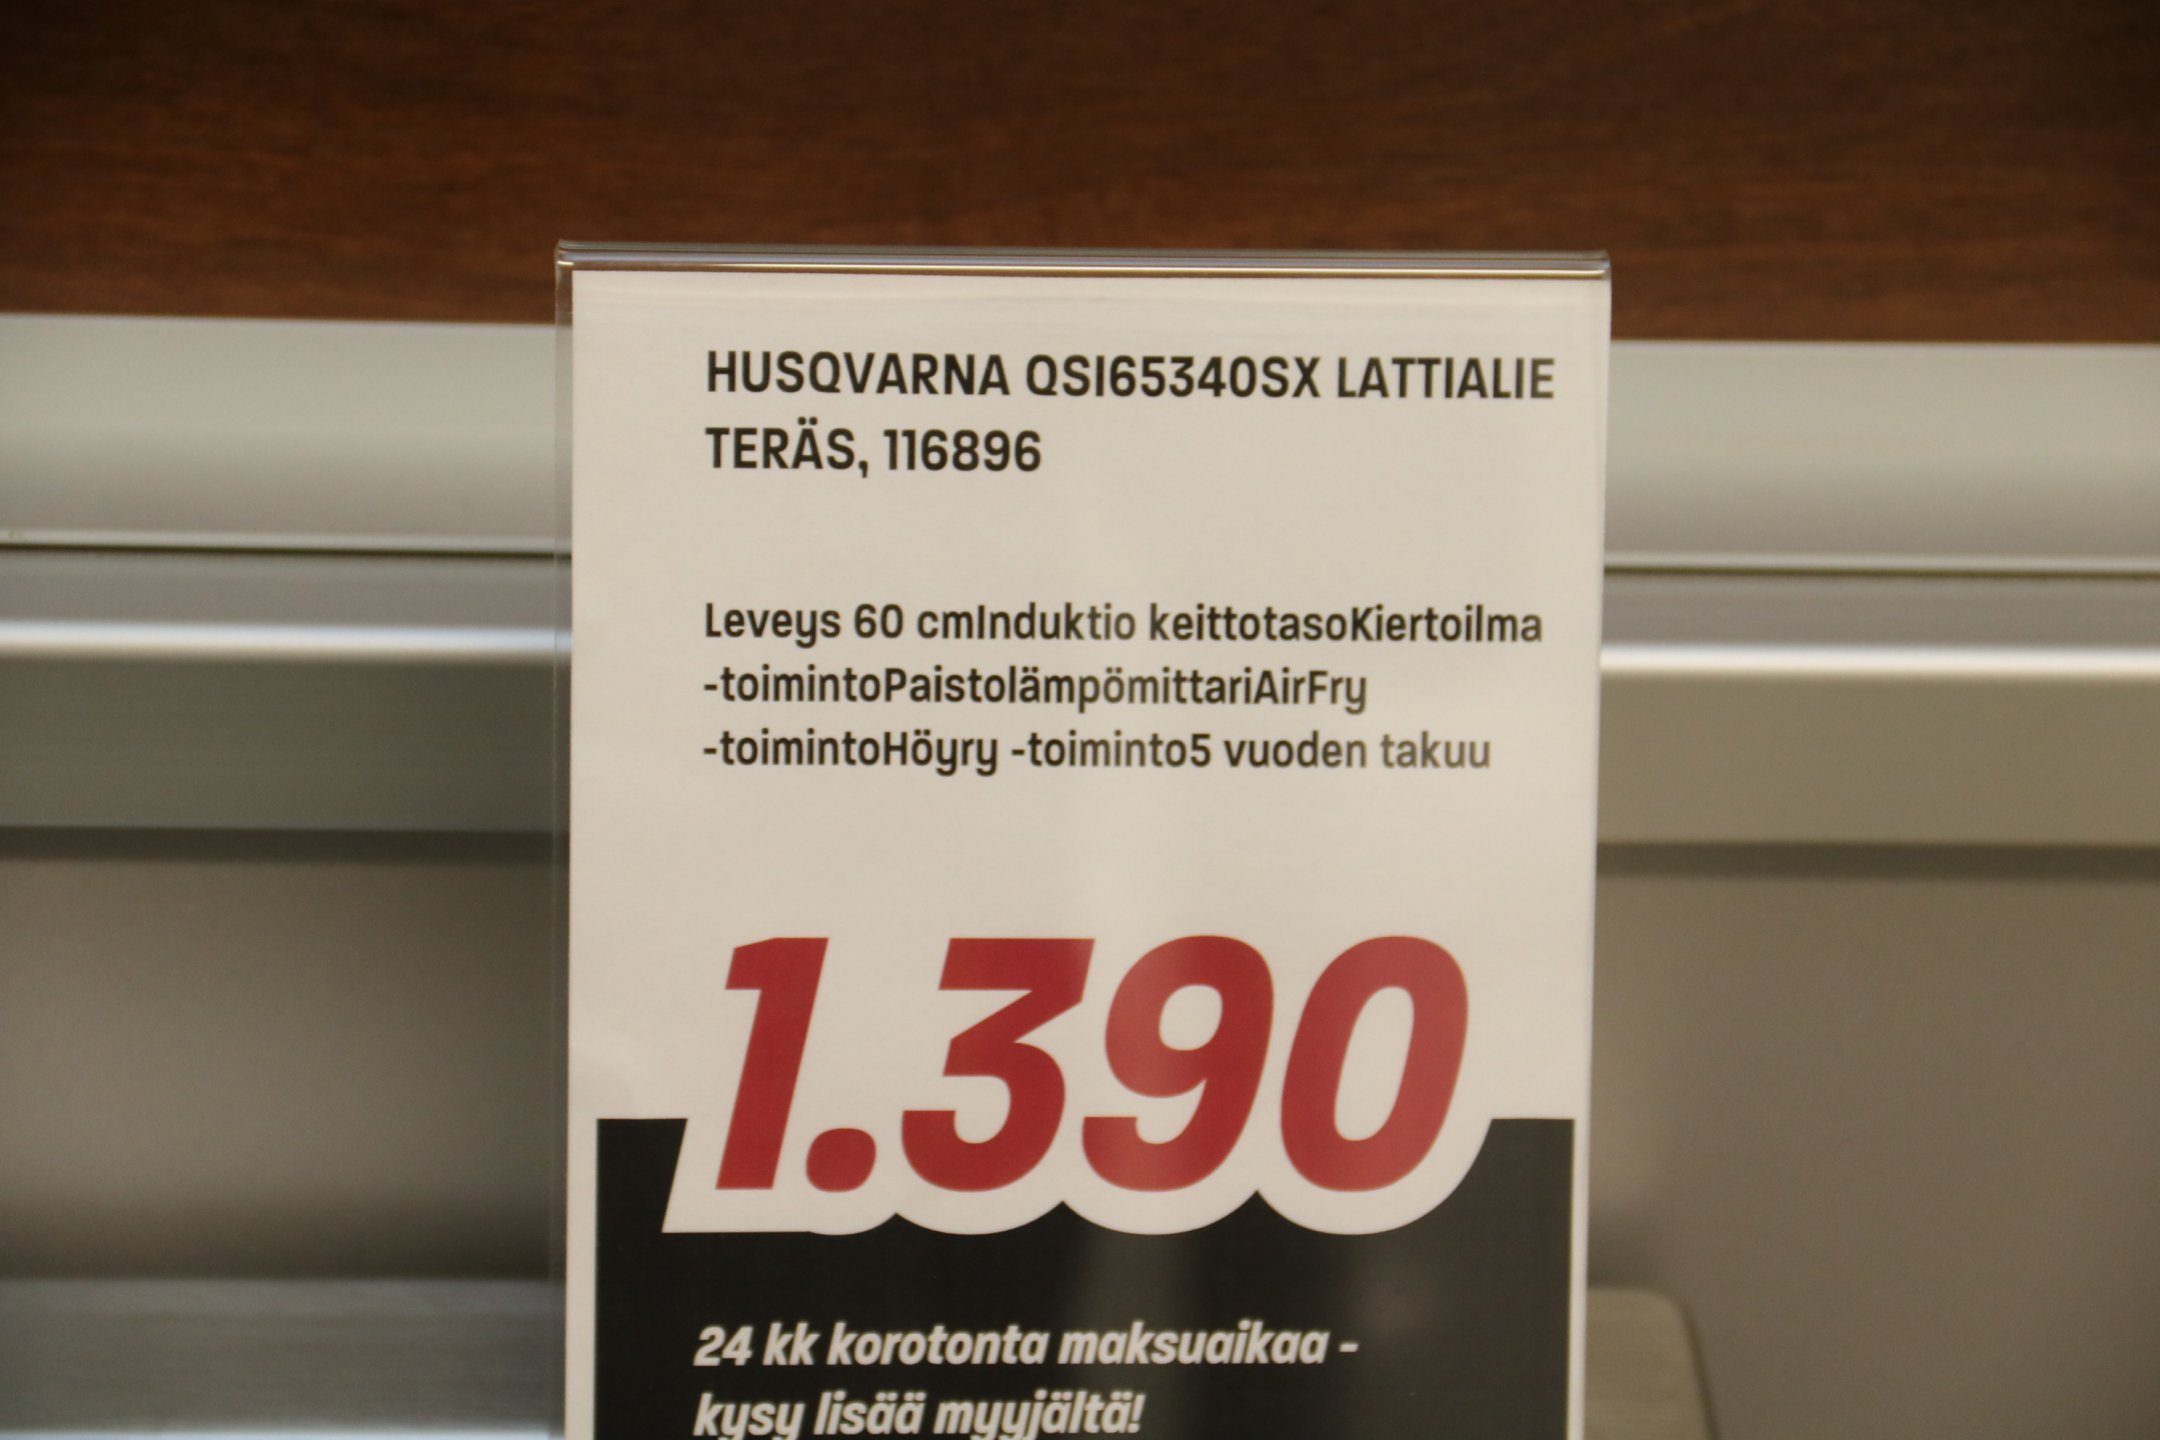 HUSQVARNA QSI65340SX LATTIALIE
TERÄS, 116896
Leveys 60 cmInduktio keittotasoKiertoilma
-toimintoPaistolämpömittariAirFry
-toimintoHöyry -toiminto5 vuoden takuu
1.390
24 kk korotonta maksuaikaa -
kysy lisää myyjältä!